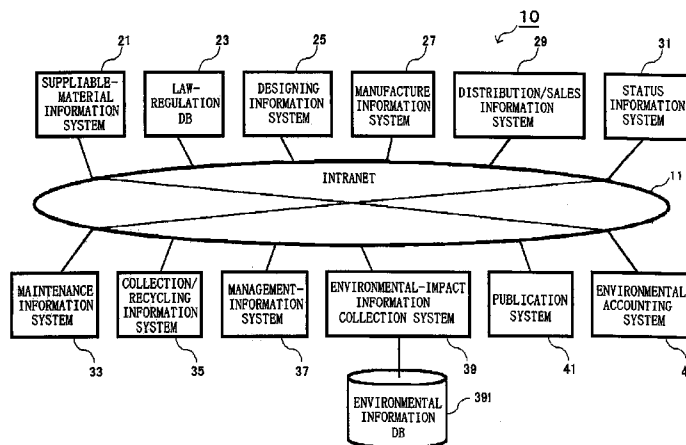 10
21
23
25
27
29
31
SUPPLIABLE-
MATERIAL
INFORMATION
SYSTEM
LAW-
REGULATION
DB
DESIGNING
INFORMATION
SYSTEM
MANUFACTURE
INFORMATION
SYSTEM
DISTRIBUTION/SALES
INFORMATION
SYSTEM
STATUS
INFORMATION
SYSTEM
INTRANET
11
MAINTENANCE
INFORMATION
SYSTEM
COLLECTION/
RECYCLING
INFORMATION
SYSTEM
MANAGEMENT-
INFORMATION
SYSTEM
ENVIRONMENTAL-IMPACT
INFORMATION
COLLECTION SYSTEM
PUBLICATION
SYSTEM
ENVIRONMENTAL
ACCOUNTING
SYSTEM
33
35
37
39
41
4
ENVIRONMENTAL
INFORMATION
DB
391